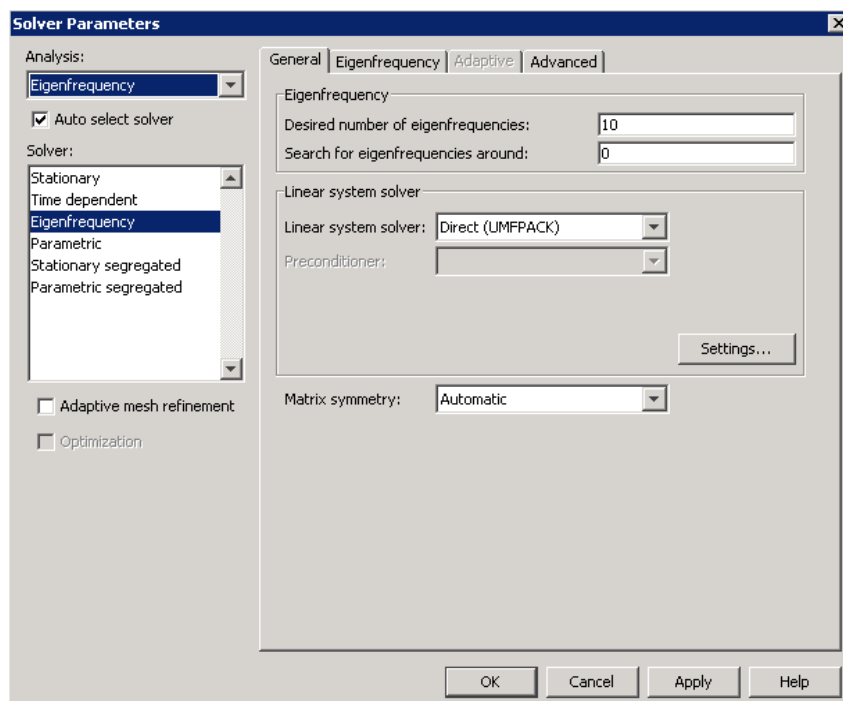 Solver Parameters
Analysis:
Eigenfrequency
Auto select solver
Solver:
Stationary
Time dependent
Eigenfrequency
Parametric
Stationary segregated
Parametric segregated
Adaptive mesh refinement
Optimization
General Eigenfrequency Adaptive Advanced
Eigenfrequency
Desired number of eigenfrequencies: 10
Search for eigenfrequencies around: 0
Linear system solver
Linear system solver: Direct (UMFPACK)
Preconditioner:
Settings...
Matrix symmetry: Automatic
OK Cancel Apply Help